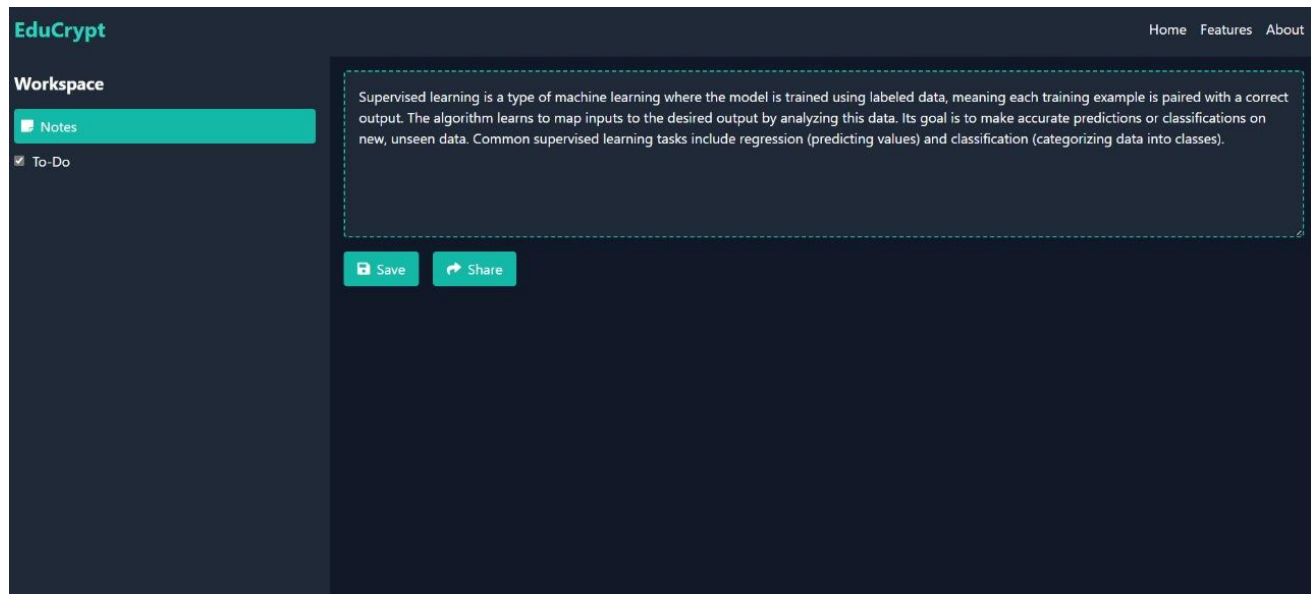 EduCrypt
Home Features About
Workspace
Notes
To-Do
Supervised learning is a type of machine learning where the model is trained using labeled data, meaning each training example is paired with a correct
output. The algorithm learns to map inputs to the desired output by analyzing this data. Its goal is to make accurate predictions or classifications on
new, unseen data. Common supervised learning tasks include regression (predicting values) and classification (categorizing data into classes).
Save Share